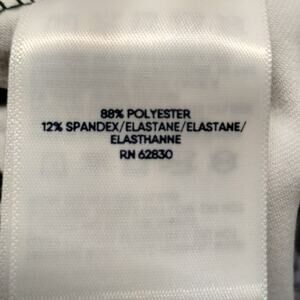 88% POLYESTER
12% SPANDEX/ELASTANE/ELASTANE/
ELASTHANNE
RN 62830